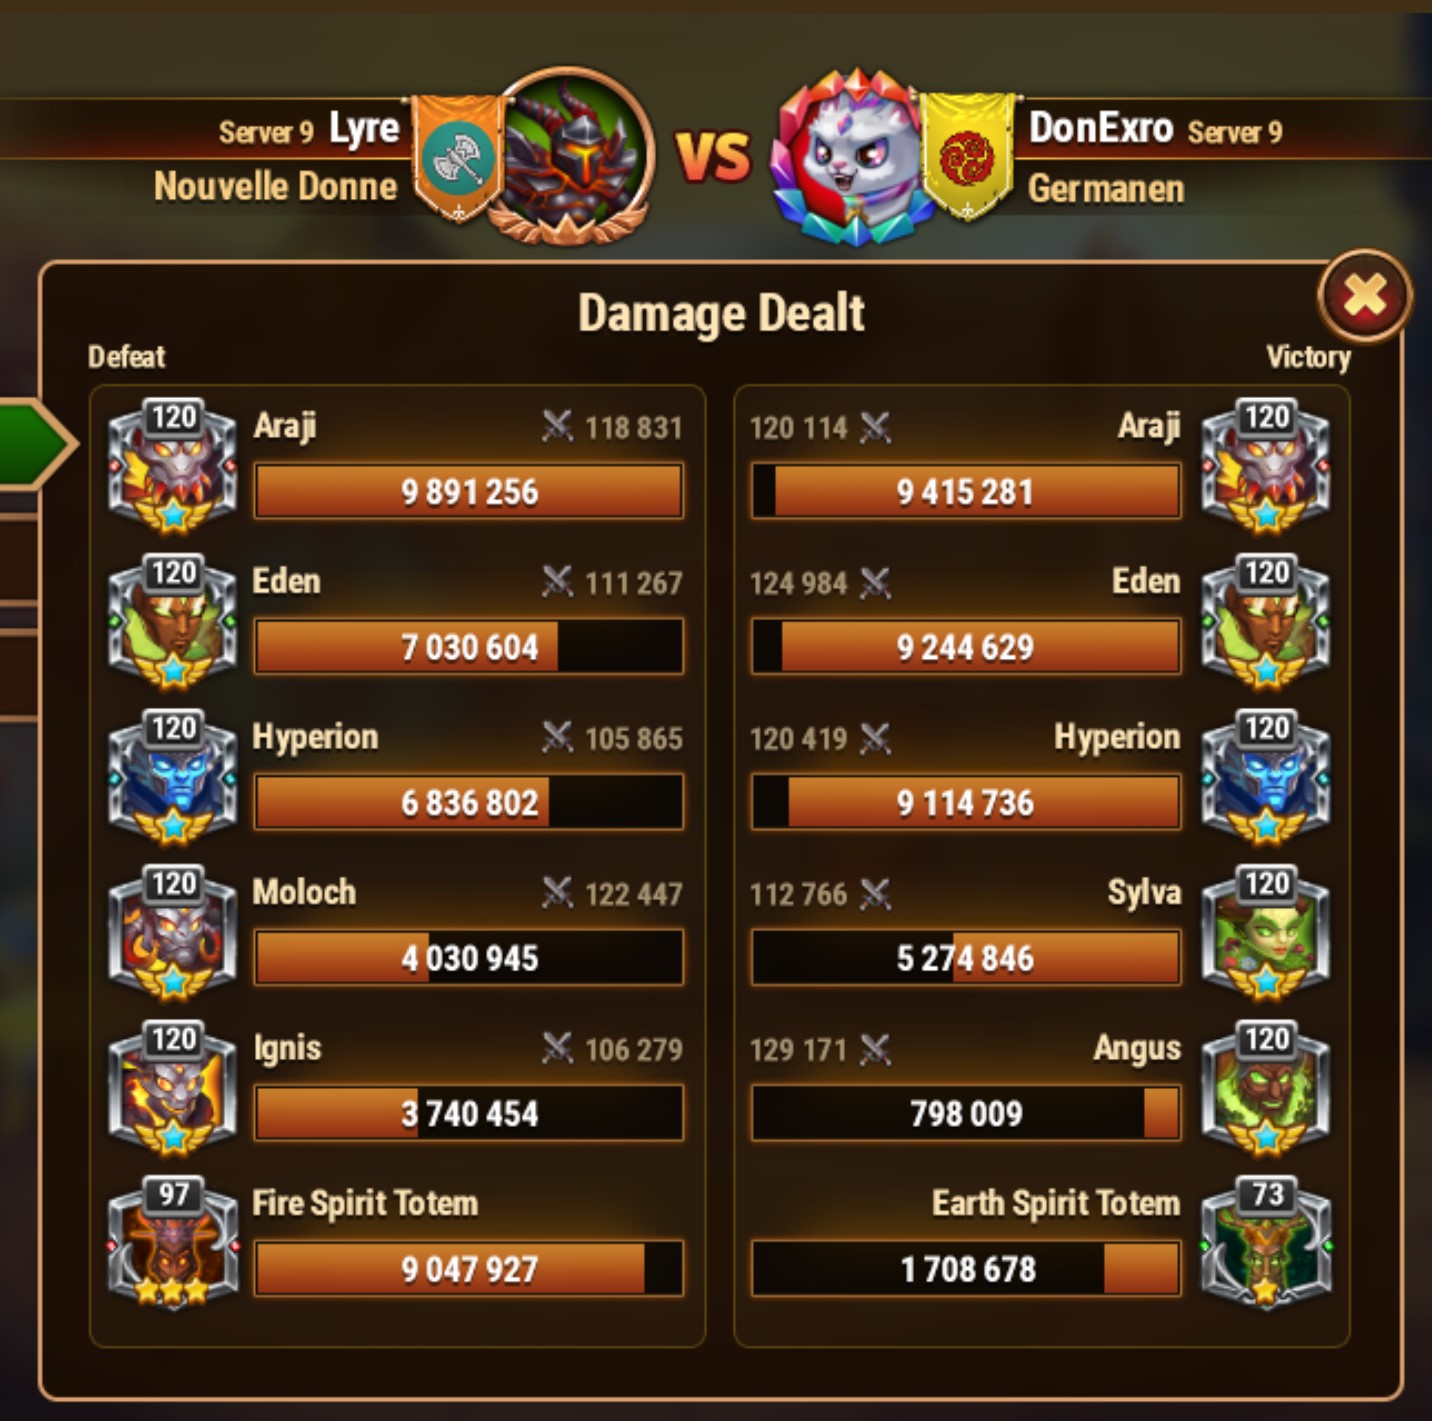 Server 9 Lyre
Nouvelle Donne
VS
DonExro Server 9
Germanen
Damage Dealt
Defeat
Victory
120
Araji
118 831
9 891 256
120 114
Araji
120
9 415 281
120
Eden
111 267
7 030 604
124 984
Eden
120
9 244 629
120
Hyperion
105 865
6 836 802
120 419
Hyperion
120
9 114 736
120
Moloch
122 447
4 030 945
112 766
Sylva
120
5 274 846
120
Ignis
106 279
3 740 454
129 171
Angus
120
798 009
97
Fire Spirit Totem
9 047 927
Earth Spirit Totem
73
1 708 678